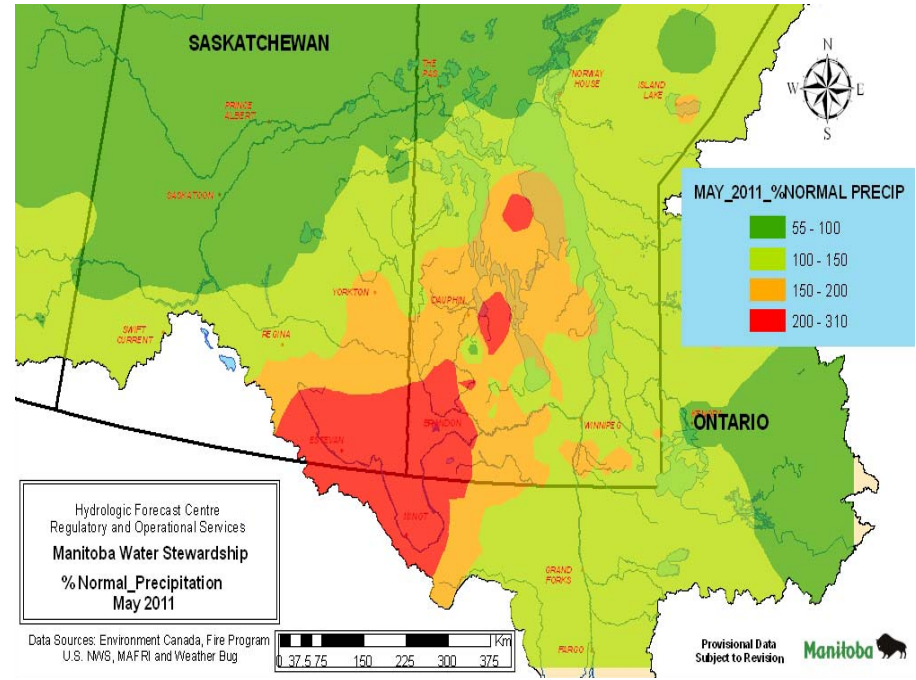 SASKATCHEWAN
THE
PAS
NORWAY
HOUSE
ISLAND
LAKE
PRINCE
ALBERT
SASKATOON
N
W
E
S
MAY_2011_%NORMAL PRECIP
55 - 100
100 - 150
150 - 200
200 - 310
YORKTON
DAUPHIN
SWIFT
CURRENT
REGINA
BRANDON
WINNIPEG
KENORA
ONTARIO
ESTEVAN
GRAND
FORKS
FARGO
Hydrologic Forecast Centre
Regulatory and Operational Services
Manitoba Water Stewardship
%Normal_Precipitation
May 2011
Data Sources: Environment Canada, Fire Program
U.S. NWS, MAFRI and Weather Bug
Km
0 37.5 75 150 225 300 375
Provisional Data
Subject to Revision
Manitoba